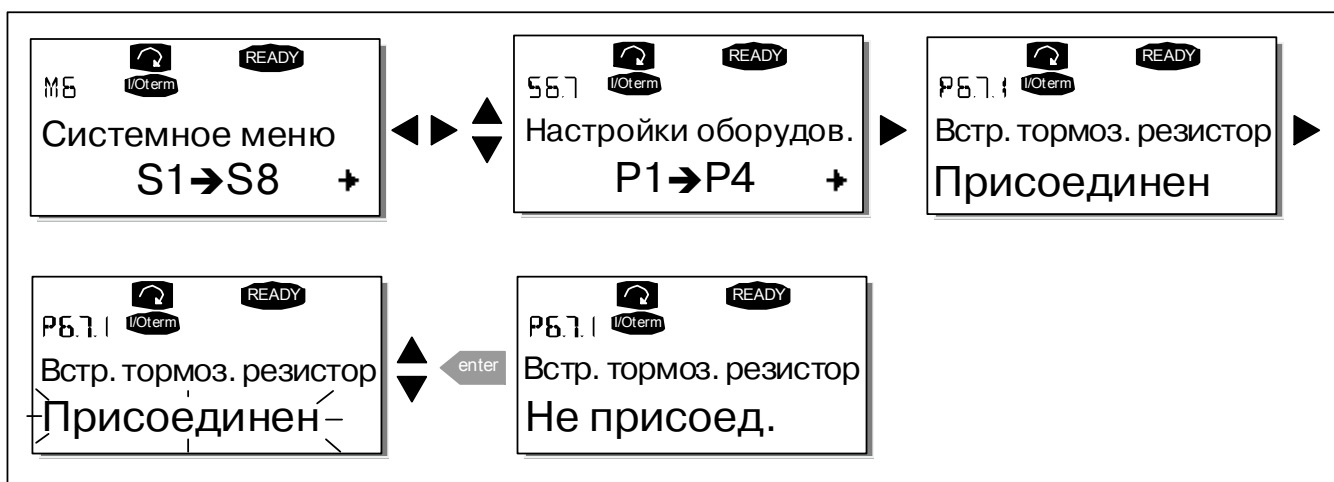 READY
M6 I/Oterm
Системное меню
S1➔S8
READY
S6.7 I/Oterm
Настройки оборудов.
P1➔P4
READY
P6.7.1 I/Oterm
Встр. тормоз. резистор
Присоединен
READY
P6.7.1 I/Oterm
Встр. тормоз. резистор
Присоединен
enter
READY
P6.7.1 I/Oterm
Встр. тормоз. резистор
Не присоед.